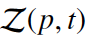 𝓩(p, t)